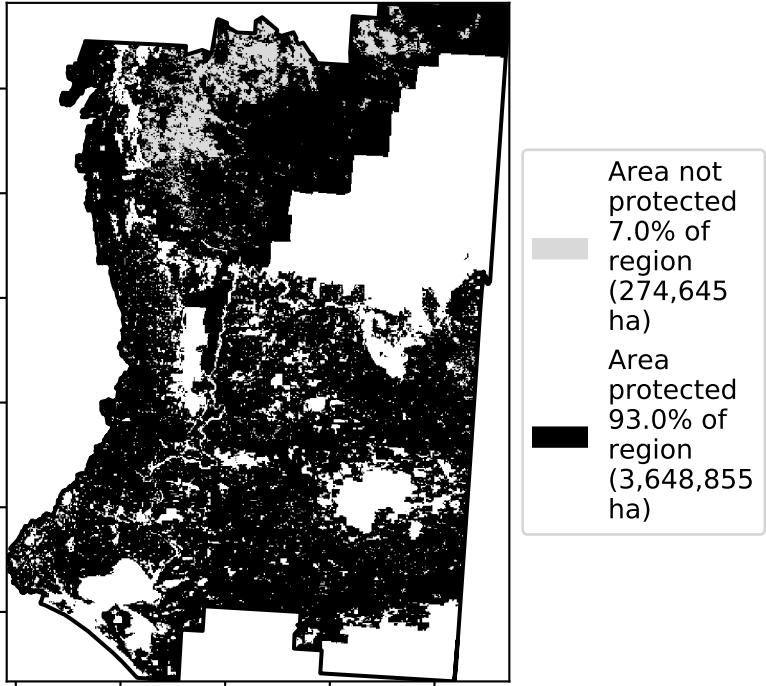 Area not
protected
7.0% of
region
(274,645
ha)
Area
protected
93.0% of
region
(3,648,855
ha)